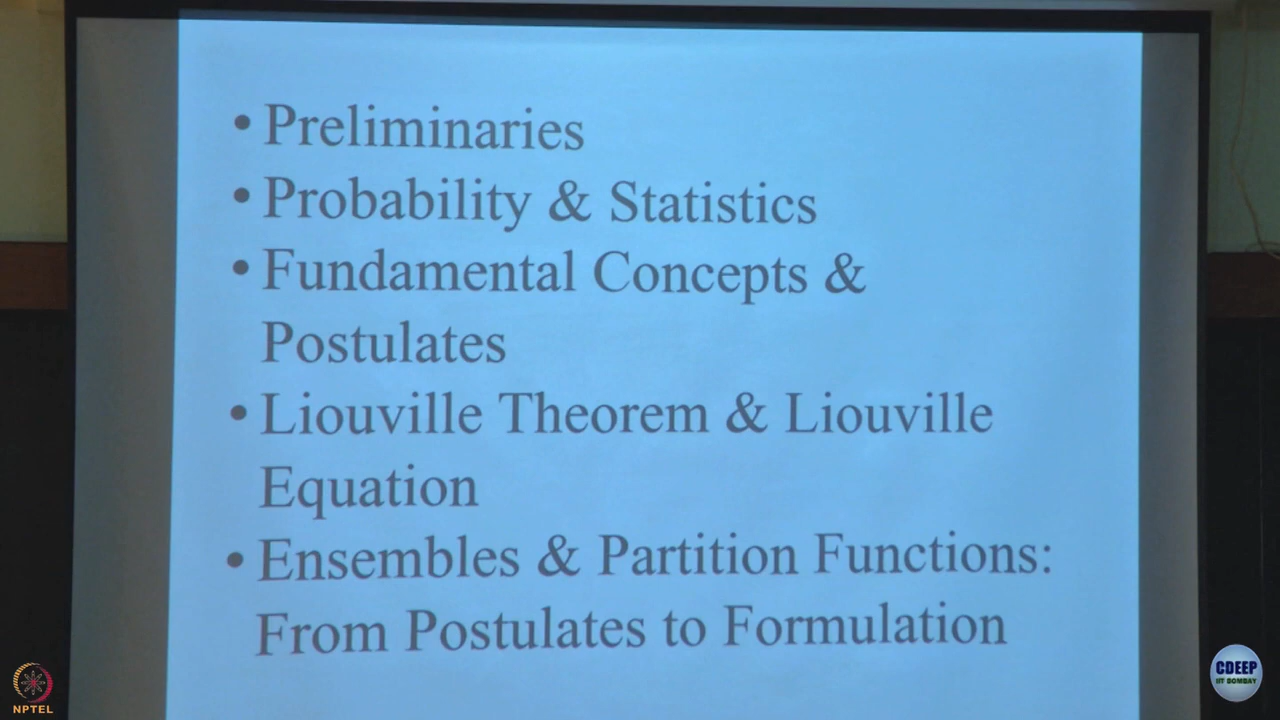 • Preliminaries
• Probability & Statistics
• Fundamental Concepts &
Postulates
• Liouville Theorem & Liouville
Equation
• Ensembles & Partition Functions:
From Postulates to Formulation
NPTEL
CDEEP
IIT BOMBAY